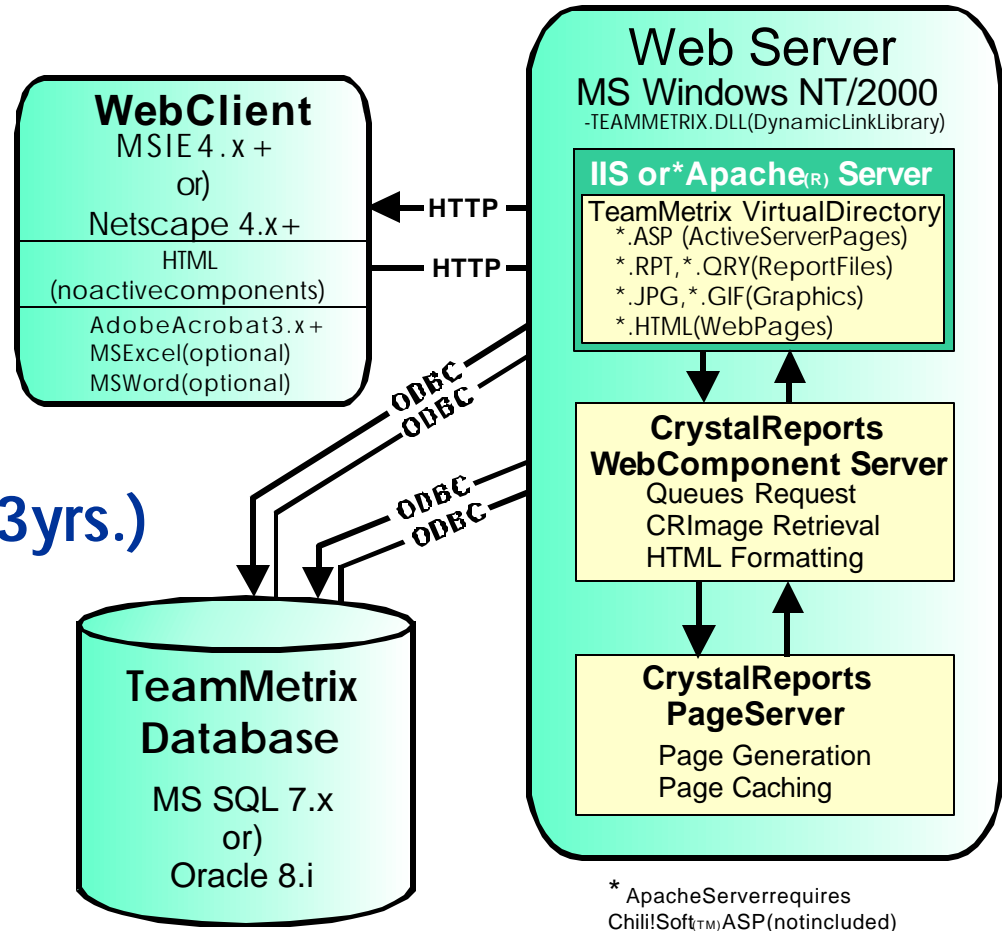 WebClient
MSIE4.x+
or)
Netscape 4.x+
HTML
(noactivecomponents)
AdobeAcrobat3.x+
MSExcel(optional)
MSWord(optional)
HTTP
HTTP
ODBC
ODBC
ODBC
ODBC
3yrs.)
TeamMetrix
Database
MS SQL 7.x
or)
Oracle 8.i
Web Server
MS Windows NT/2000
-TEAMMETRIX.DLL(DynamicLinkLibrary)
IIS or*Apache(R) Server
TeamMetrix VirtualDirectory
*.ASP (ActiveServerPages)
*.RPT,*.QRY(ReportFiles)
*.JPG,*.GIF(Graphics)
*.HTML(WebPages)
CrystalReports
WebComponent Server
Queues Request
CRImage Retrieval
HTML Formatting
CrystalReports
PageServer
Page Generation
Page Caching
* ApacheServerrequires
Chili!Soft(TM)ASP(notincluded)